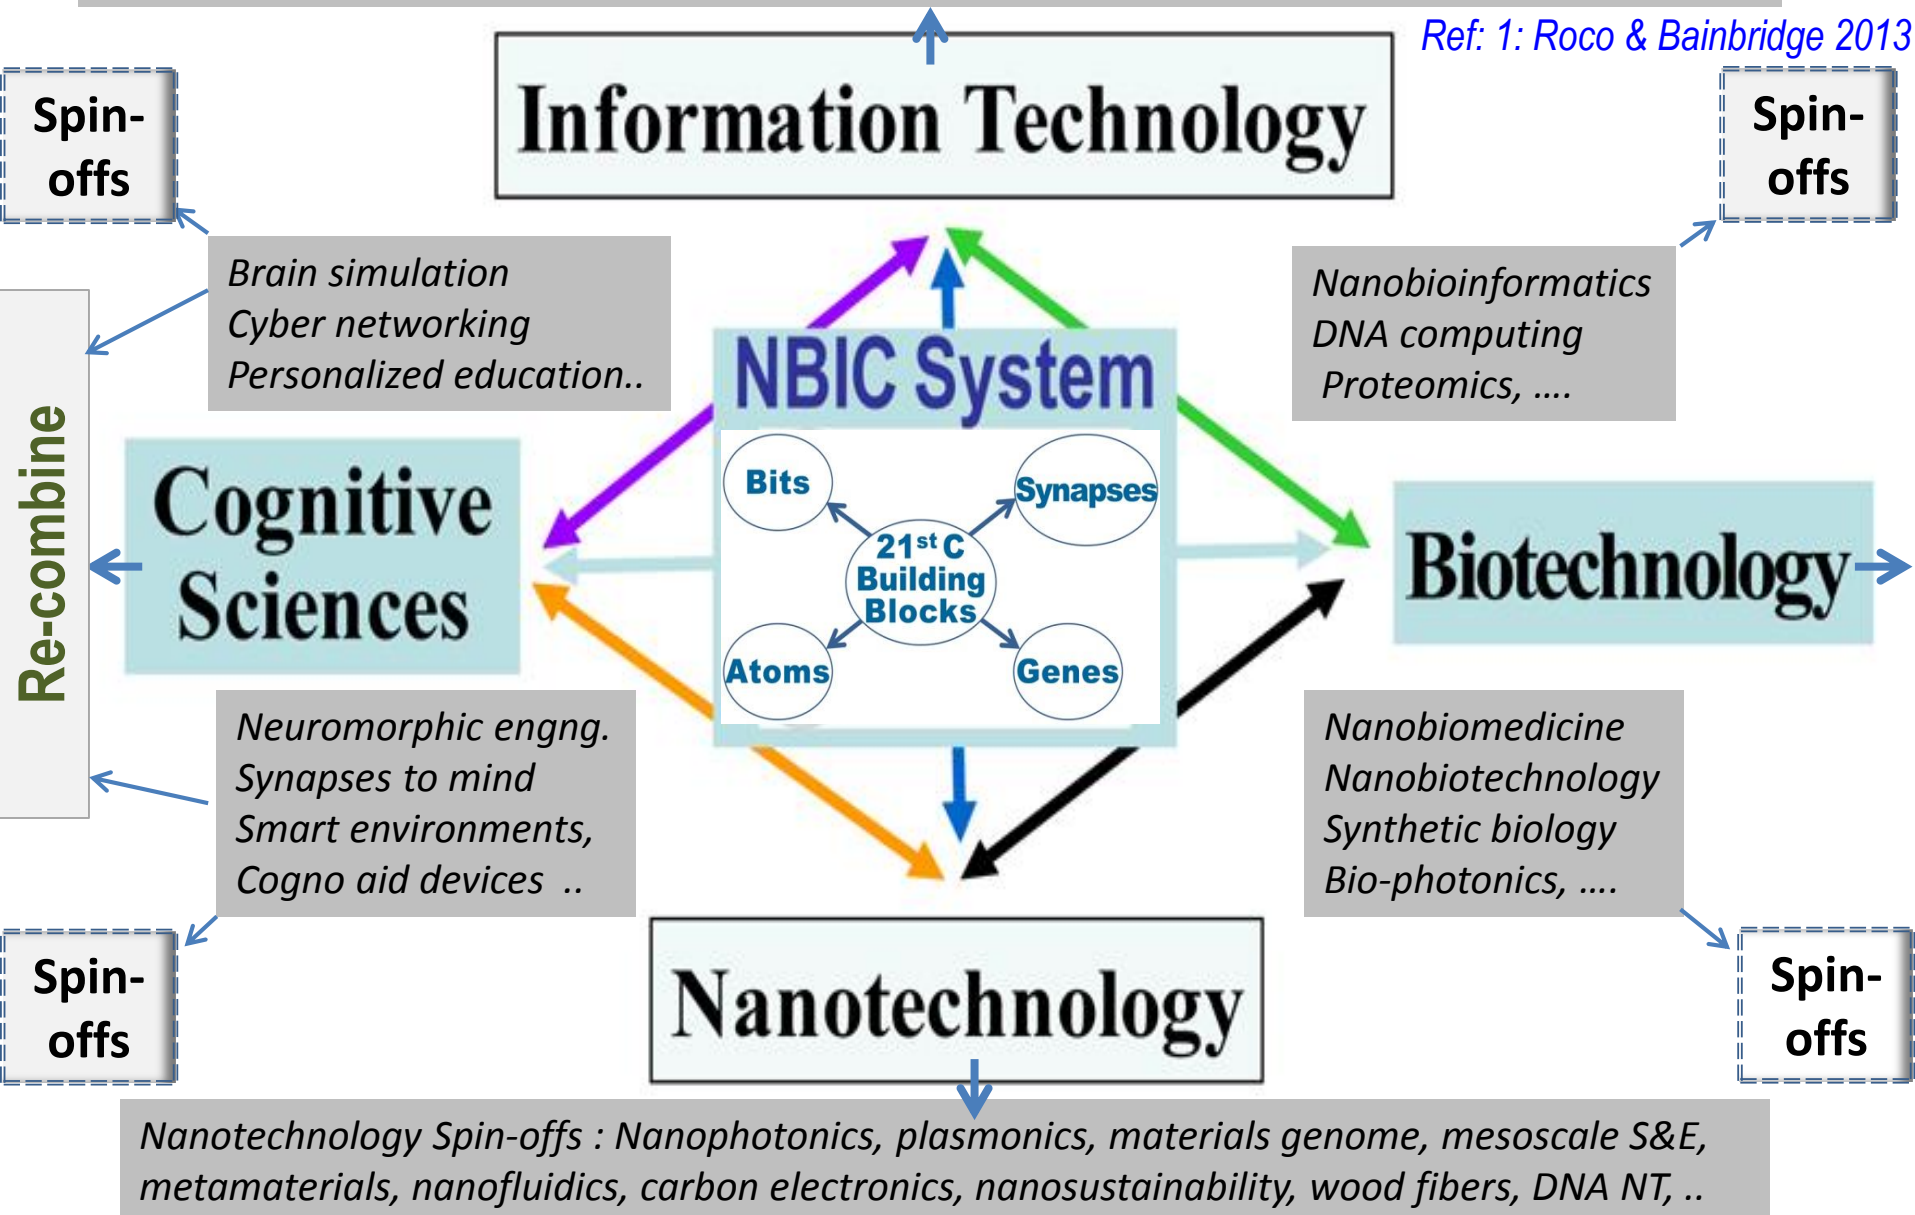 Ref: 1: Roco & Bainbridge 2013
Information Technology
Spin-
offs
Spin-
offs
Brain simulation
Cyber networking
Personalized education..
Nanobioinformatics
DNA computing
Proteomics, ....
NBIC System
Bits
Synapses
21st C
Building
Blocks
Atoms
Genes
Re-combine
Cognitive
Sciences
Biotechnology
Neuromorphic engng.
Synapses to mind
Smart environments,
Cogno aid devices ..
Nanobiomedicine
Nanobiotechnology
Synthetic biology
Bio-photonics, ....
Spin-
offs
Nanotechnology
Spin-
offs
Nanotechnology Spin-offs : Nanophotonics, plasmonics, materials genome, mesoscale S&E,
metamaterials, nanofluidics, carbon electronics, nanosustainability, wood fibers, DNA NT, ..